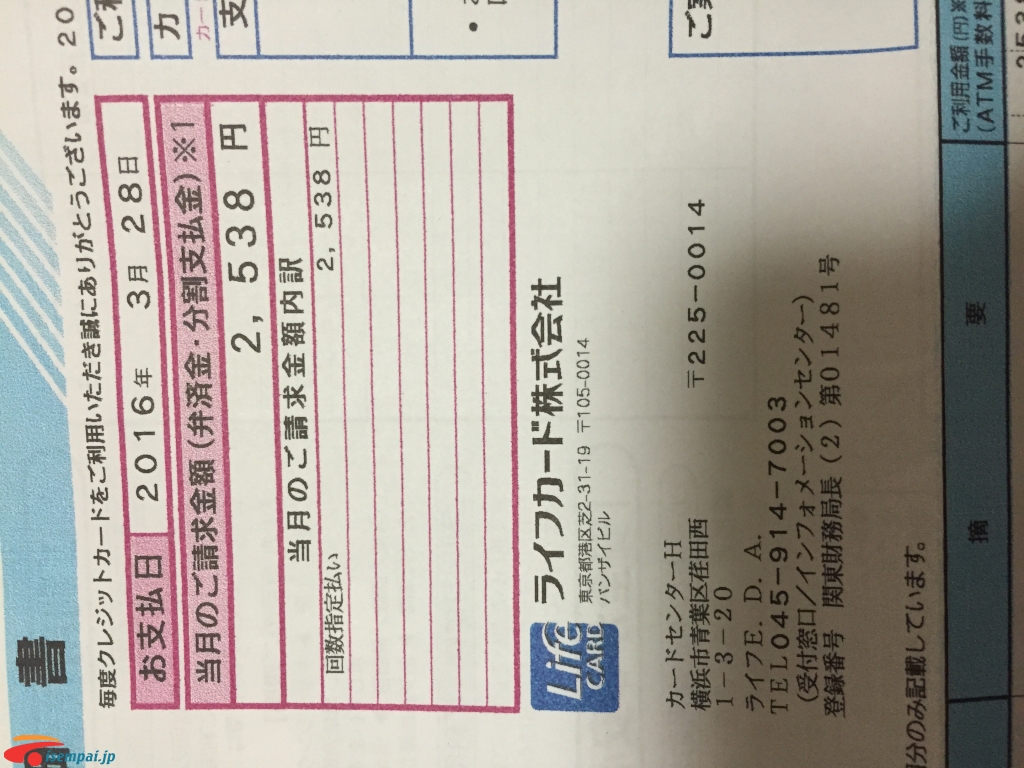 書
毎度クレジットカードをご利用いただき誠にありがとうございます。20
お支払日 2016年 3月 28日
当月のご請求金額（弁済金・分割支払金）※1
2,538 円
当月のご請求金額内訳
回数指定払い 2,538 円
Life CARD
ライフカード株式会社
東京都港区芝2-31-19 〒105-0014
バンザイビル
カードセンターH 〒225-0014
横浜市青葉区荏田西
1-3-20
ライフE.D.A.
TEL045-914-7003
（受付窓口／インフォメーションセンター）
登録番号 関東財務局長（2）第01481号
分のみ記載しています。
摘 要
ご利用金額(円)※
(ATM手数料
カ
支
isempai.jp